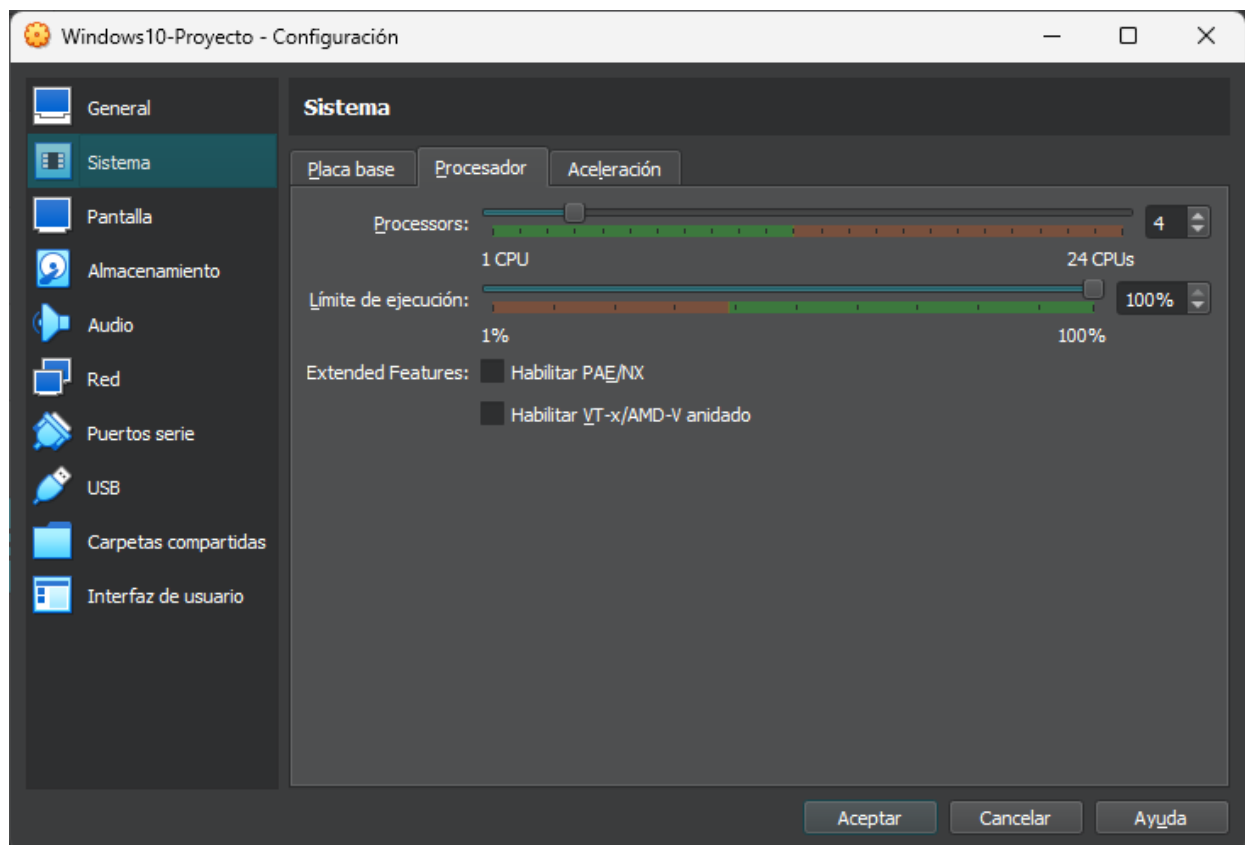 Windows10-Proyecto - Configuración
General
Sistema
Pantalla
Almacenamiento
Audio
Red
Puertos serie
USB
Carpetas compartidas
Interfaz de usuario
Sistema
Placa base Procesador Aceleración
Processors: 4
1 CPU 24 CPUs
Límite de ejecución: 100%
1% 100%
Extended Features: Habilitar PAE/NX
Habilitar VT-x/AMD-V anidado
Aceptar Cancelar Ayuda